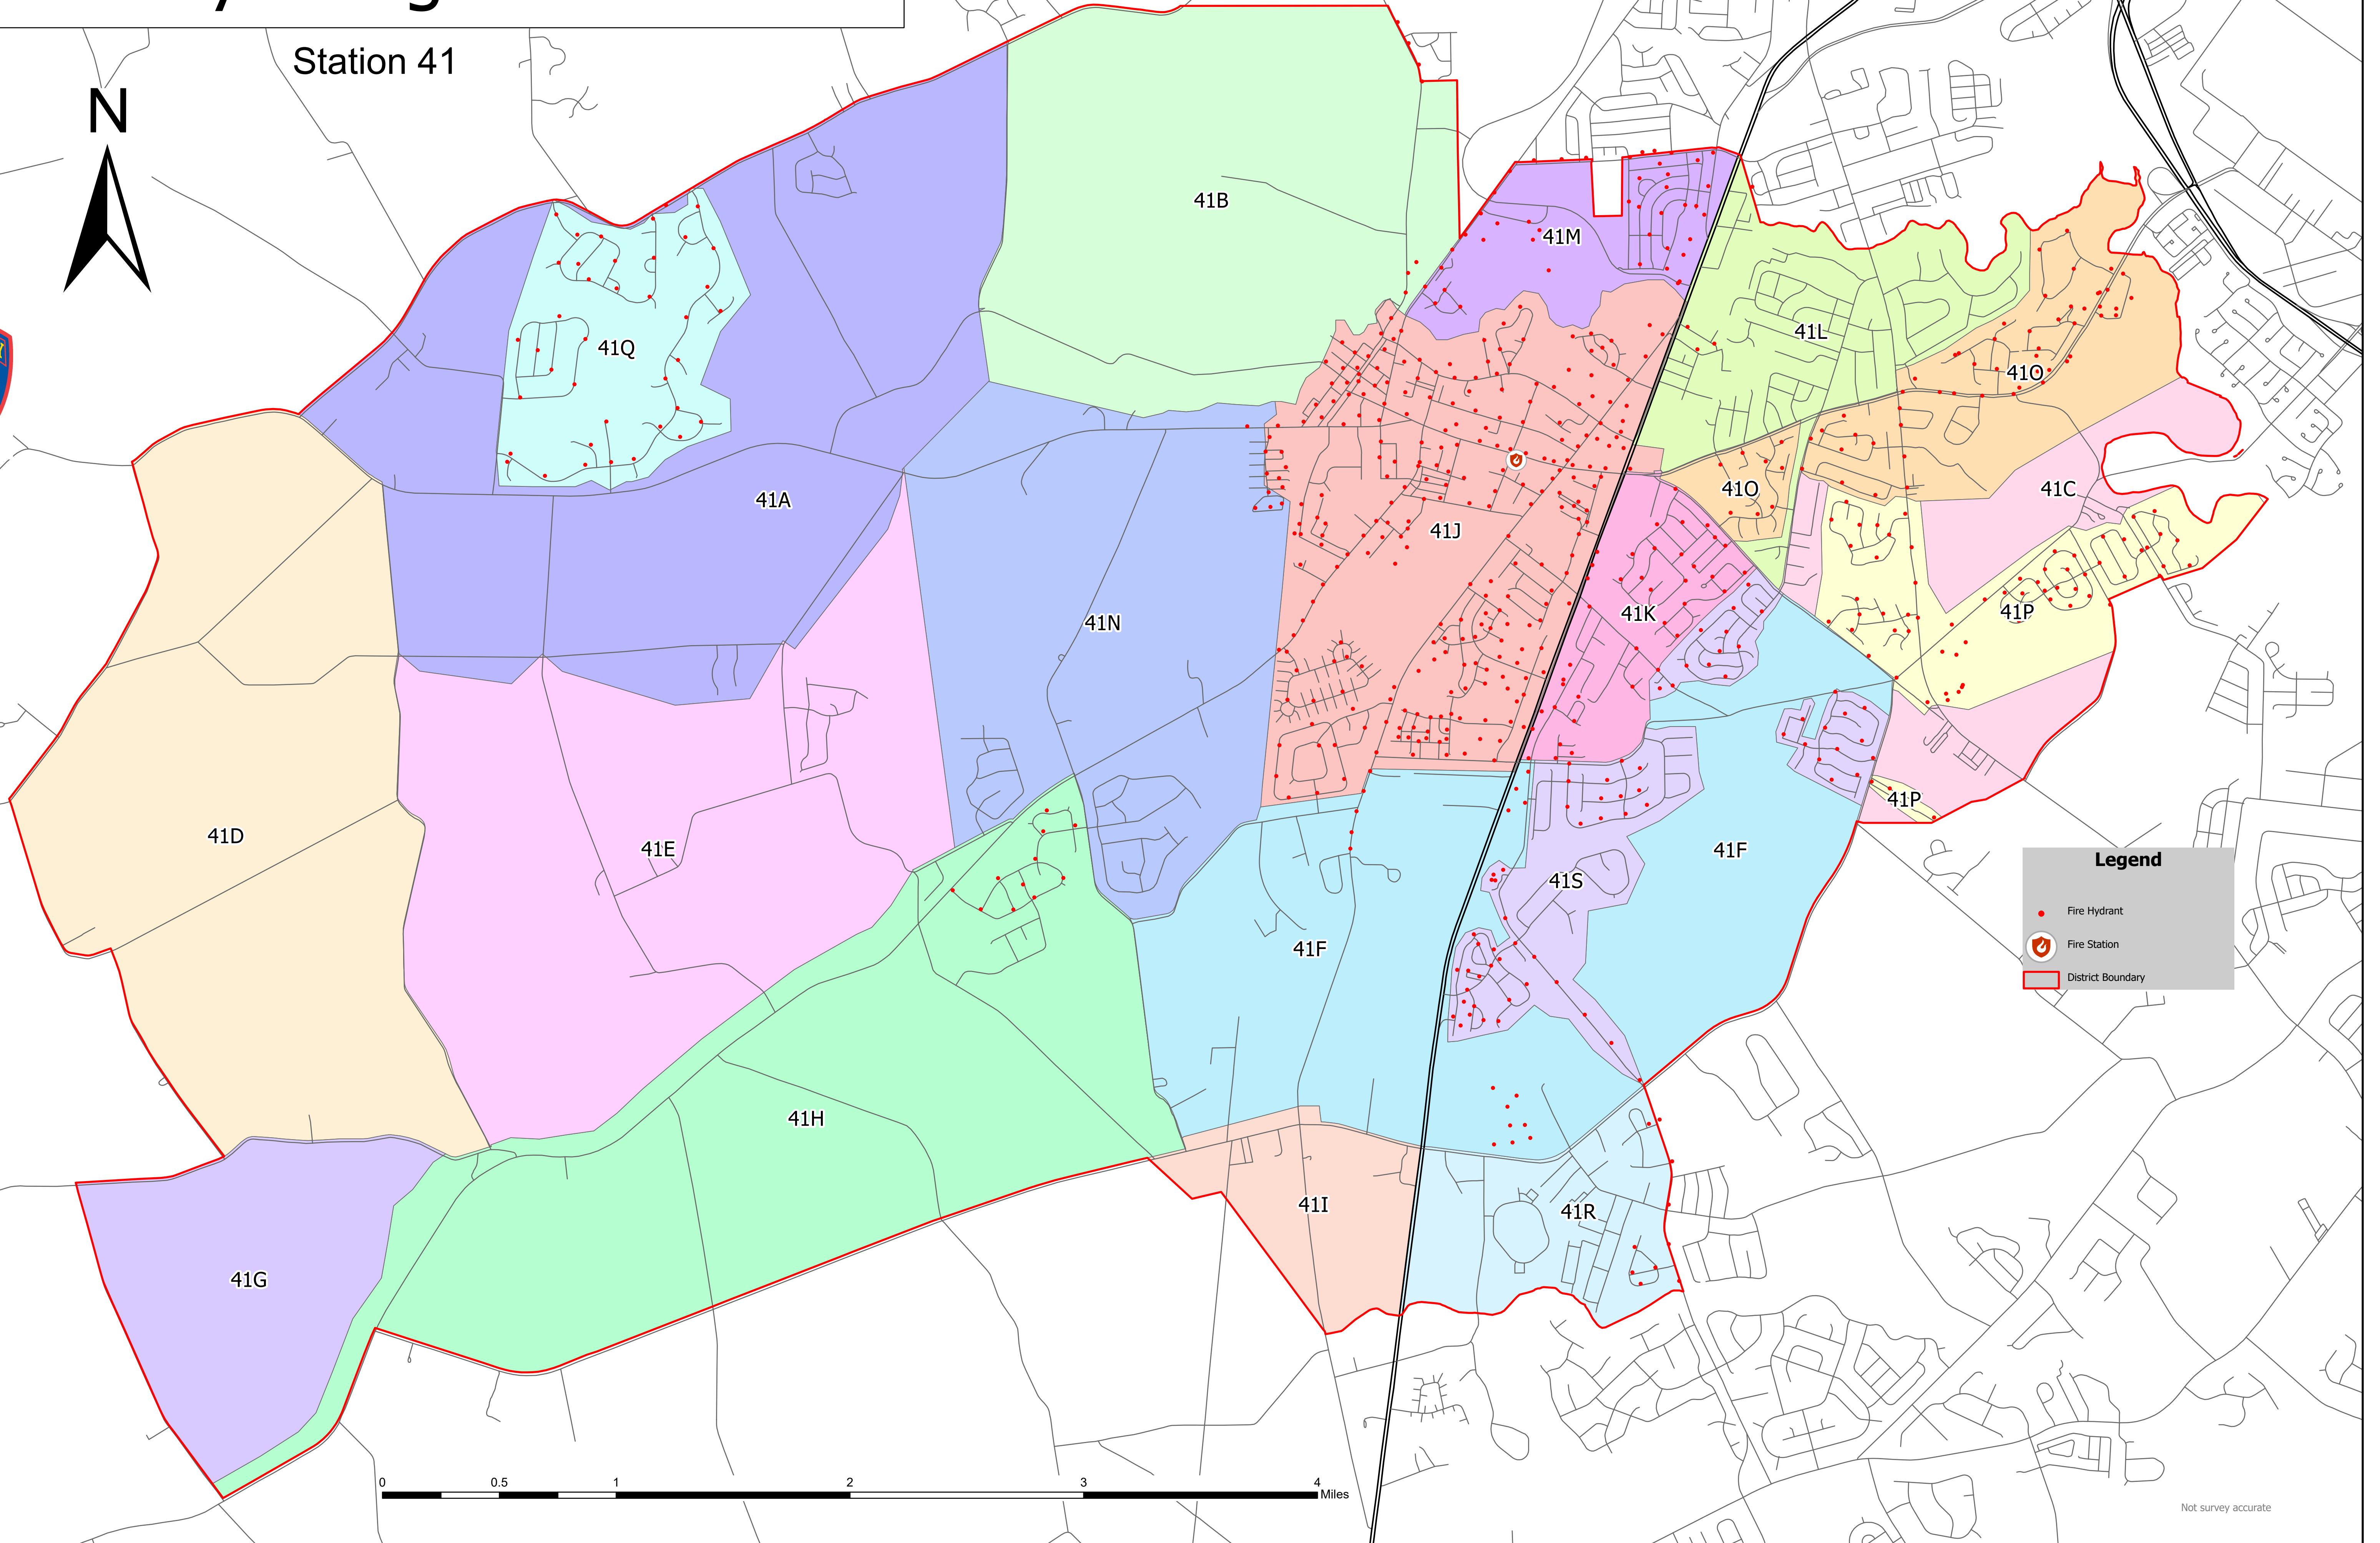 Station 41
N
41B
41M
41L
41Q
41O
41A
41O
41C
41J
41N
41K
41P
41P
41D
41E
41F
41S
41F
Legend
Fire Hydrant
Fire Station
District Boundary
41H
41I
41R
41G
0 0.5 1 2 3 4
Miles
Not survey accurate